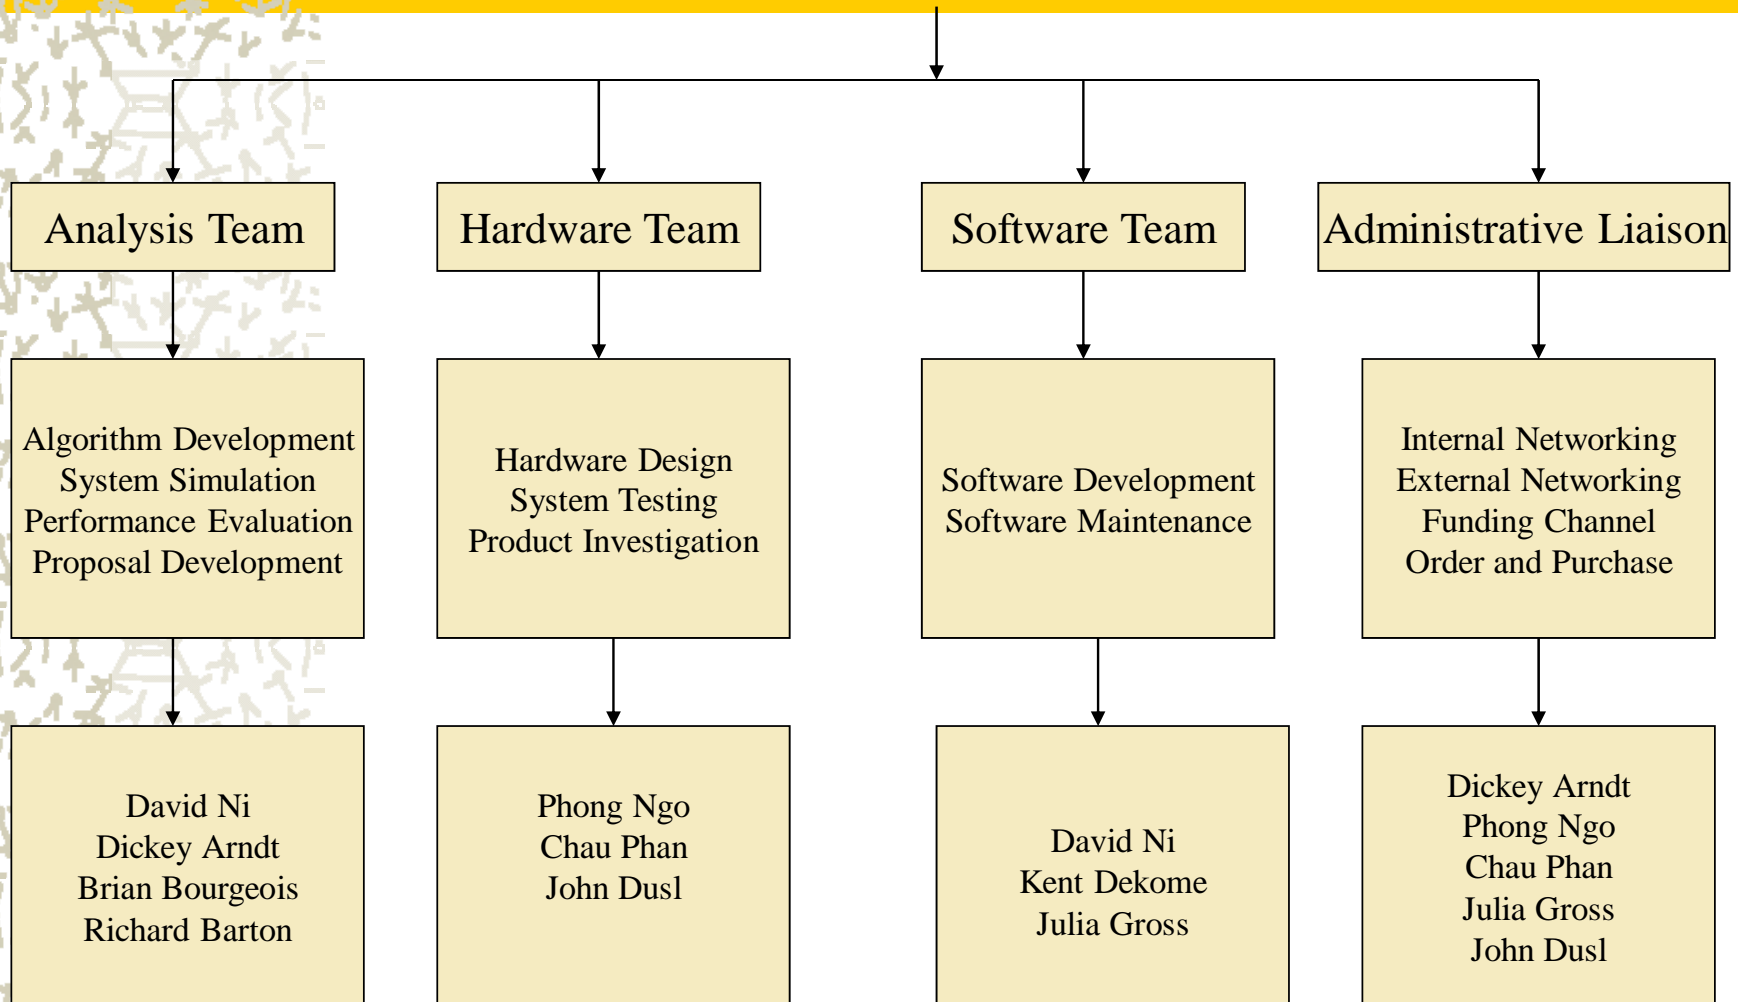 Analysis Team
Hardware Team
Software Team
Administrative Liaison
Algorithm Development
System Simulation
Performance Evaluation
Proposal Development
Hardware Design
System Testing
Product Investigation
Software Development
Software Maintenance
Internal Networking
External Networking
Funding Channel
Order and Purchase
David Ni
Dickey Arndt
Brian Bourgeois
Richard Barton
Phong Ngo
Chau Phan
John Dusl
David Ni
Kent Dekome
Julia Gross
Dickey Arndt
Phong Ngo
Chau Phan
Julia Gross
John Dusl